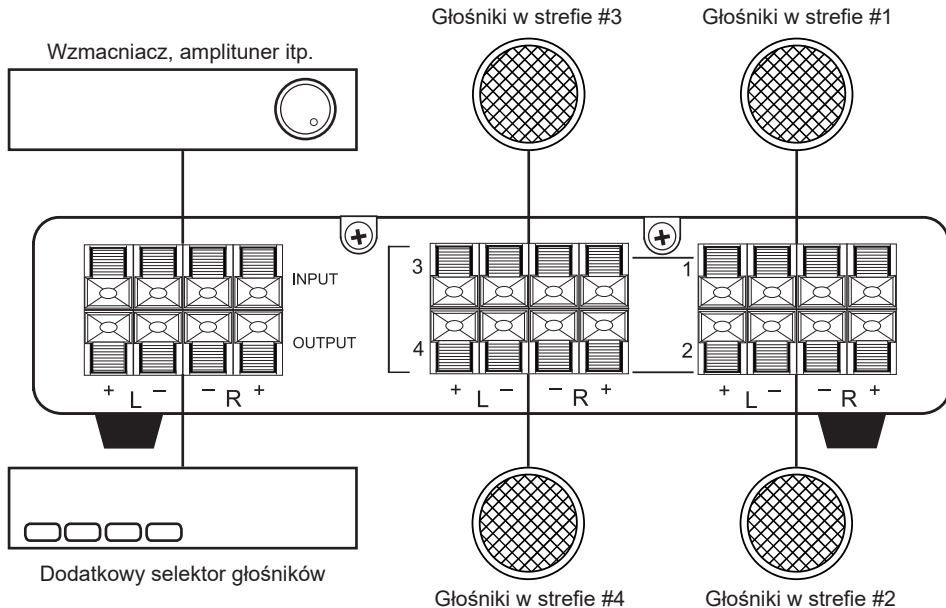 Głośniki w strefie #3
Głośniki w strefie #1
Wzmacniacz, amplituner itp.
INPUT
OUTPUT
3
4
1
2
+ L − − R +
+ L − − R +
+ L − − R +
Dodatkowy selektor głośników
Głośniki w strefie #4
Głośniki w strefie #2